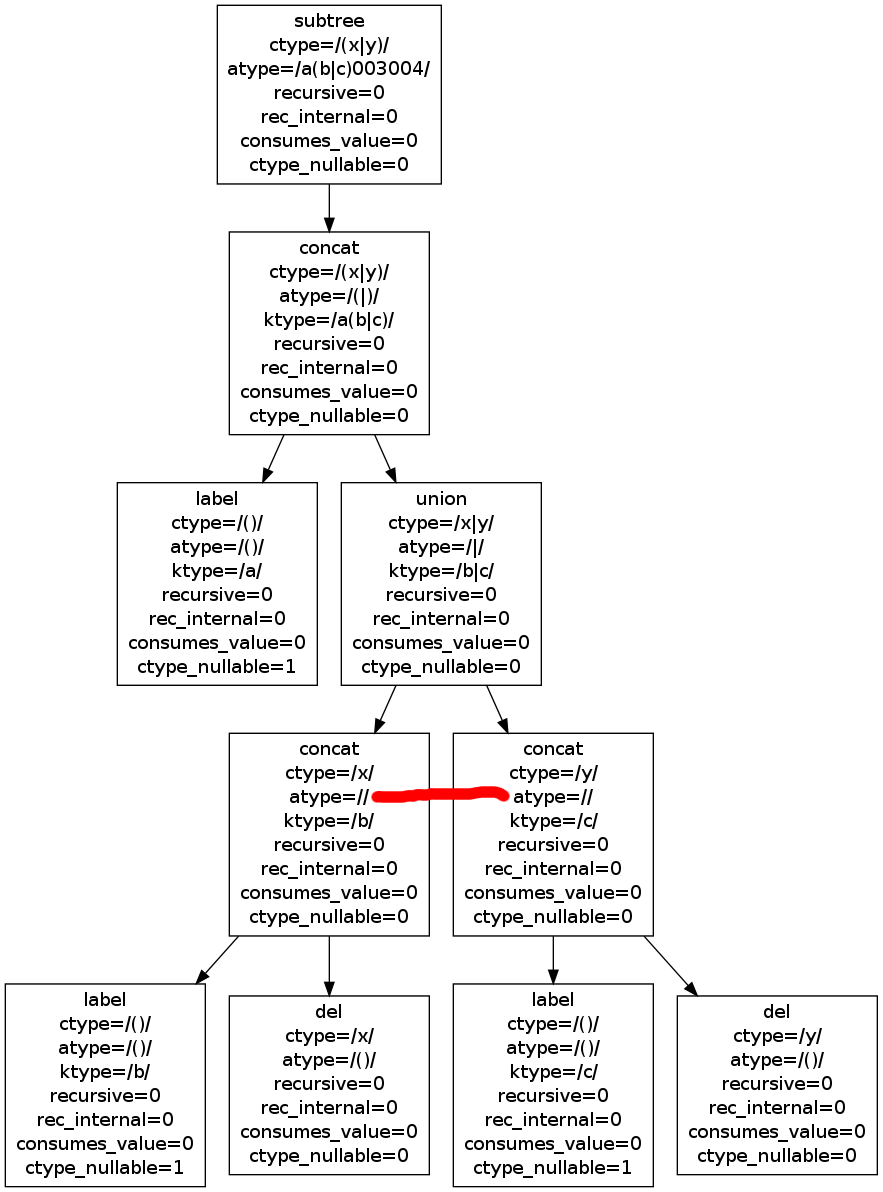 subtree
ctype=/(x|y)/
atype=/a(b|c)003004/
recursive=0
rec_internal=0
consumes_value=0
ctype_nullable=0
concat
ctype=/(x|y)/
atype=/(|)/
ktype=/a(b|c)/
recursive=0
rec_internal=0
consumes_value=0
ctype_nullable=0
label
ctype=/()/
atype=/()/
ktype=/a/
recursive=0
rec_internal=0
consumes_value=0
ctype_nullable=1
union
ctype=/x|y/
atype=/|/
ktype=/b|c/
recursive=0
rec_internal=0
consumes_value=0
ctype_nullable=0
concat
ctype=/x/
atype=//
ktype=/b/
recursive=0
rec_internal=0
consumes_value=0
ctype_nullable=0
concat
ctype=/y/
atype=//
ktype=/c/
recursive=0
rec_internal=0
consumes_value=0
ctype_nullable=0
label
ctype=/()/
atype=/()/
ktype=/b/
recursive=0
rec_internal=0
consumes_value=0
ctype_nullable=1
del
ctype=/x/
atype=/()/
recursive=0
rec_internal=0
consumes_value=0
ctype_nullable=0
label
ctype=/()/
atype=/()/
ktype=/c/
recursive=0
rec_internal=0
consumes_value=0
ctype_nullable=1
del
ctype=/y/
atype=/()/
recursive=0
rec_internal=0
consumes_value=0
ctype_nullable=0